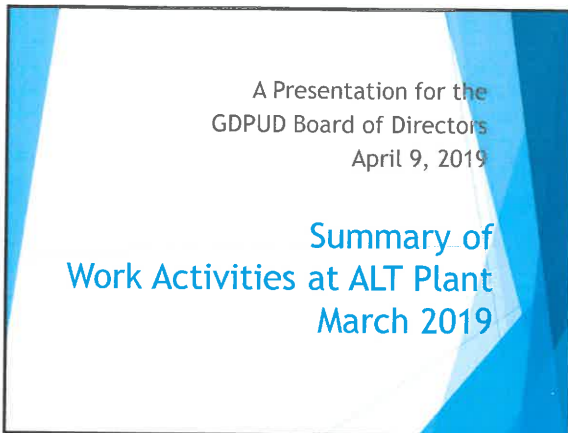 A Presentation for the
GDPUD Board of Directors
April 9, 2019
Summary of
Work Activities at ALT Plant
March 2019